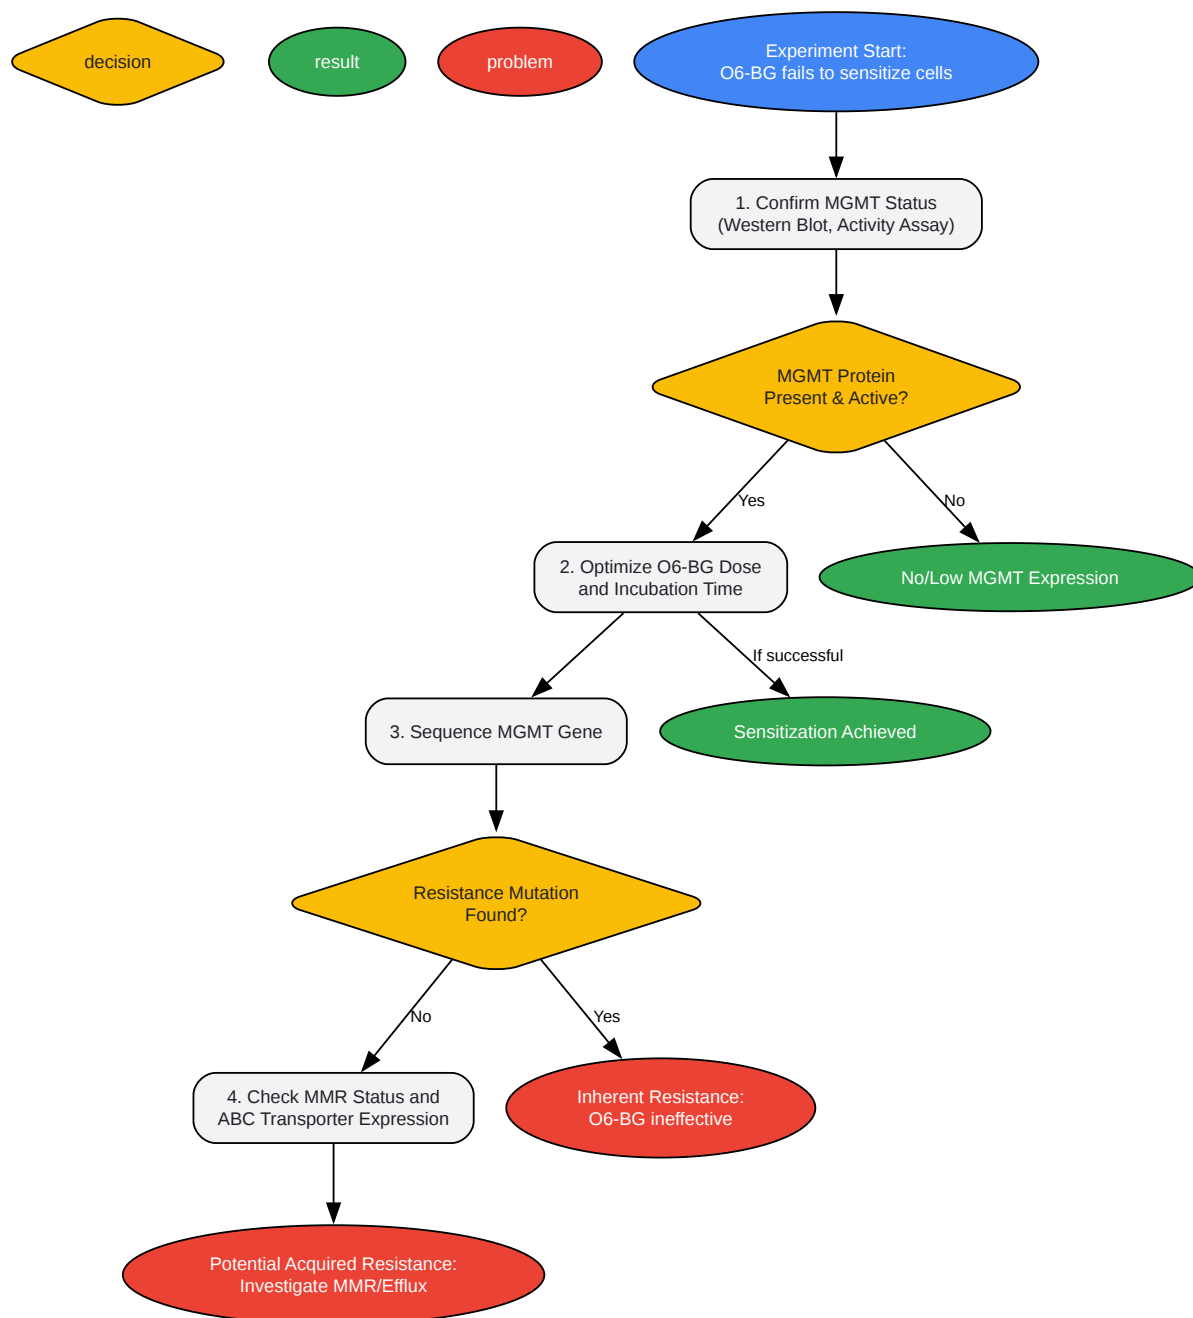 decision
result
problem
Experiment Start:
O6-BG fails to sensitize cells
1. Confirm MGMT Status
(Western Blot, Activity Assay)
MGMT Protein
Present & Active?
Yes
No
2. Optimize O6-BG Dose
and Incubation Time
No/Low MGMT Expression
If successful
3. Sequence MGMT Gene
Sensitization Achieved
Resistance Mutation
Found?
No
Yes
4. Check MMR Status and
ABC Transporter Expression
Inherent Resistance:
O6-BG ineffective
Potential Acquired Resistance:
Investigate MMR/Efflux